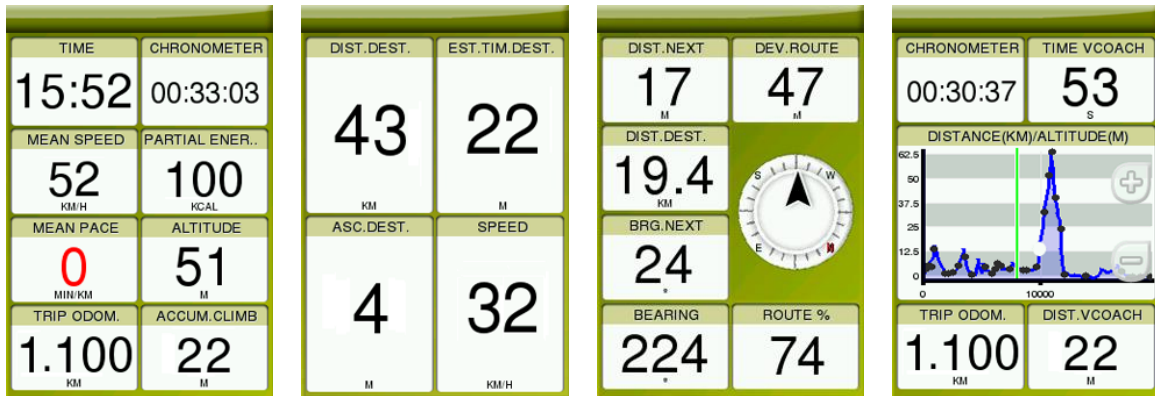 TIME CHRONOMETER
15:52 00:33:03
MEAN SPEED PARTIAL ENER..
52 100
KM/H KCAL
MEAN PACE ALTITUDE
0 51
MIN/KM M
TRIP ODOM. ACCUM.CLIMB
1.100 22
KM M
DIST.DEST. EST.TIM.DEST.
43 22
KM M
ASC.DEST. SPEED
4 32
M KM/H
DIST.NEXT DEV.ROUTE
17 47
M M
DIST.DEST.
19.4
KM
S W
E N
BRG.NEXT
24
°
BEARING ROUTE %
224 74
°
CHRONOMETER TIME VCOACH
00:30:37 53
S
DISTANCE(KM)/ALTITUDE(M)
62.5
50
37.5
25
12.5
0
0 10000
TRIP ODOM. DIST.VCOACH
1.100 22
KM M